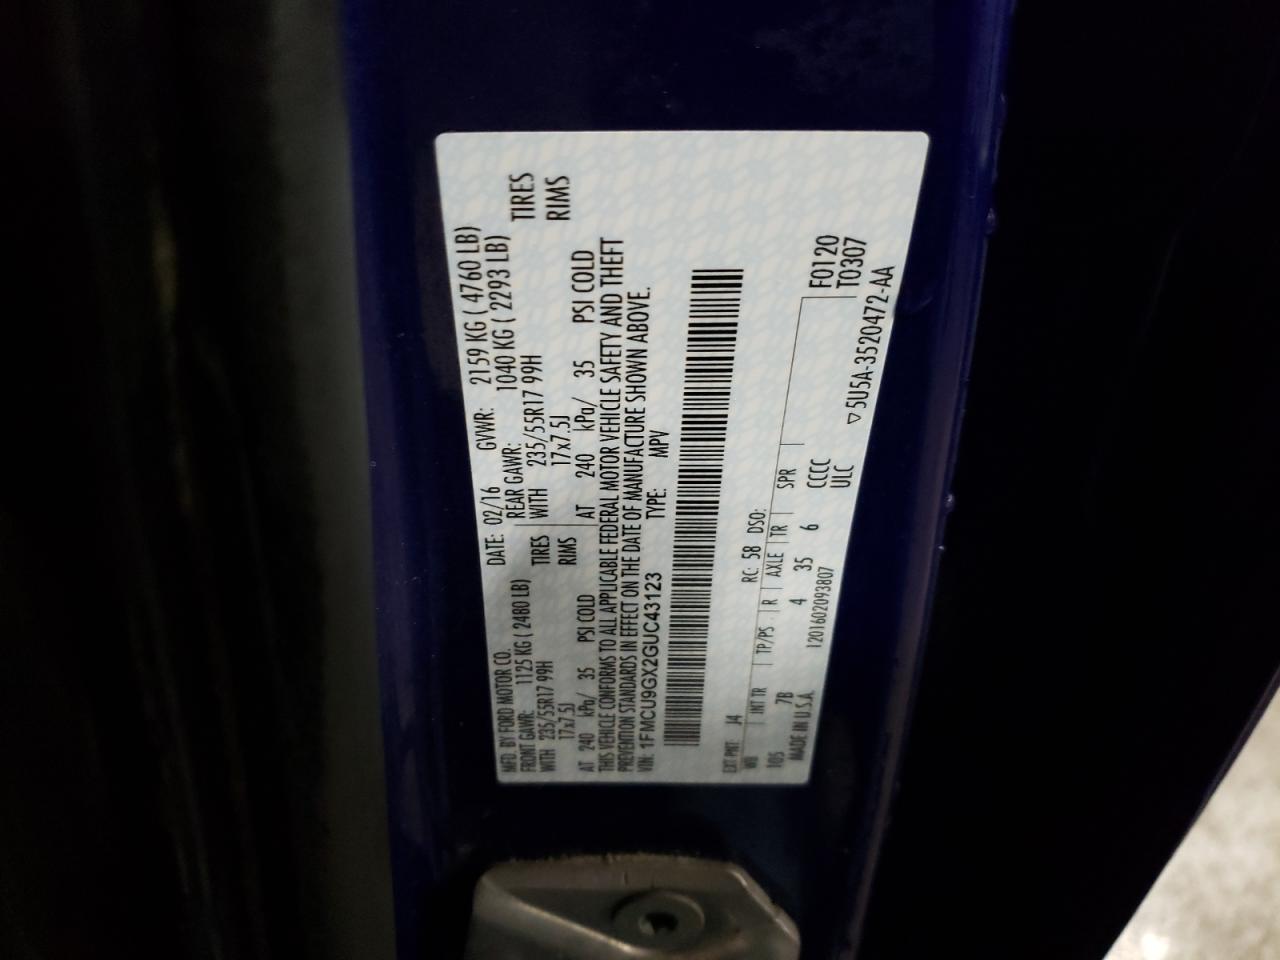 MFD. BY FORD MOTOR CO. DATE: 02/16 GVWR: 2159 KG ( 4760 LB)
FRONT GAWR: 1125 KG ( 2480 LB) REAR GAWR: 1040 KG ( 2293 LB)
WITH 235/55R17 99H TIRES WITH 235/55R17 99H TIRES
17x7.5J RIMS 17x7.5J RIMS
AT 240 kPa/ 35 PSI COLD AT 240 kPa/ 35 PSI COLD
THIS VEHICLE CONFORMS TO ALL APPLICABLE FEDERAL MOTOR VEHICLE SAFETY AND THEFT
PREVENTION STANDARDS IN EFFECT ON THE DATE OF MANUFACTURE SHOWN ABOVE.
VIN: 1FMCU9GX2GUC43123 TYPE: MPV
EXT PNT: J4 RC: 58 DSO:
WB INT TR TP/PS R AXLE TR SPR F0120
105 7B 4 35 6 CCCC T0307
ULC
MADE IN U.S.A. 1201602093807 ▽5U5A-3520472-AA